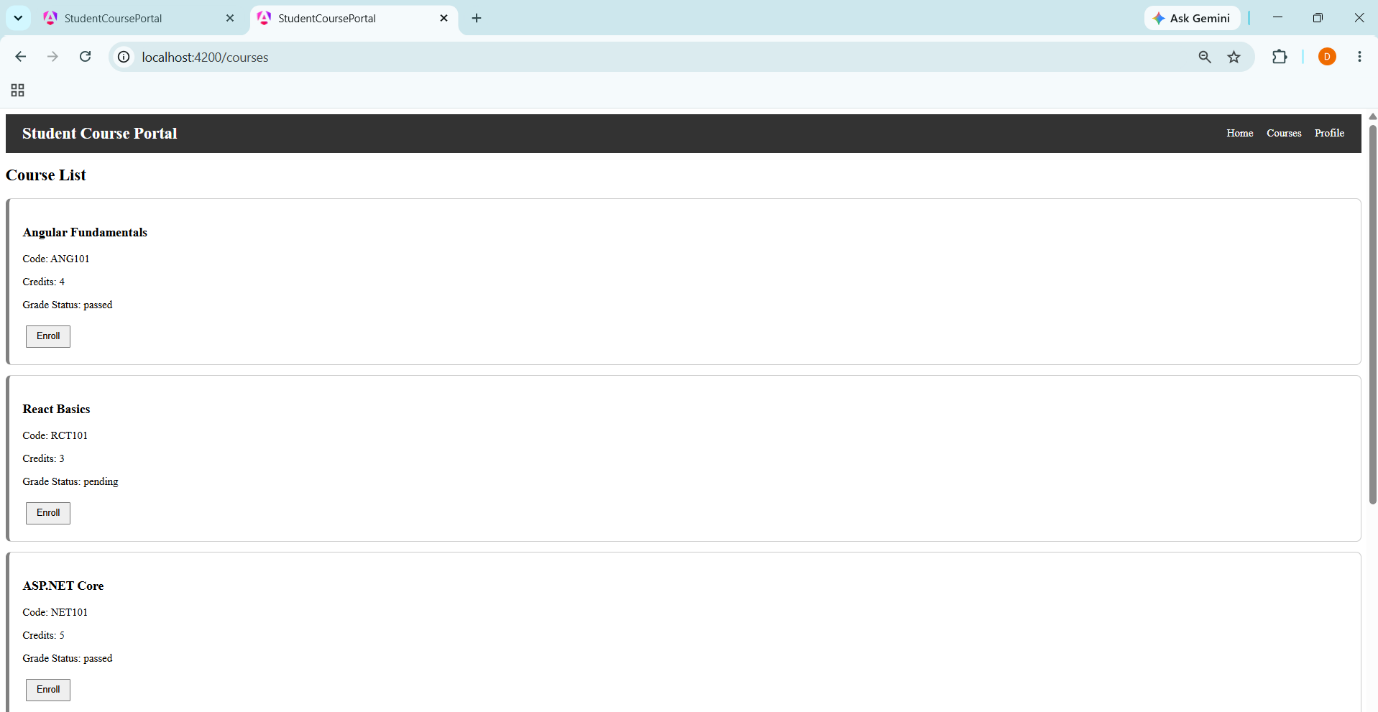 StudentCoursePortal
StudentCoursePortal
Ask Gemini
localhost:4200/courses
D
Student Course Portal
Home Courses Profile
Course List
Angular Fundamentals
Code: ANG101
Credits: 4
Grade Status: passed
Enroll
React Basics
Code: RCT101
Credits: 3
Grade Status: pending
Enroll
ASP.NET Core
Code: NET101
Credits: 5
Grade Status: passed
Enroll